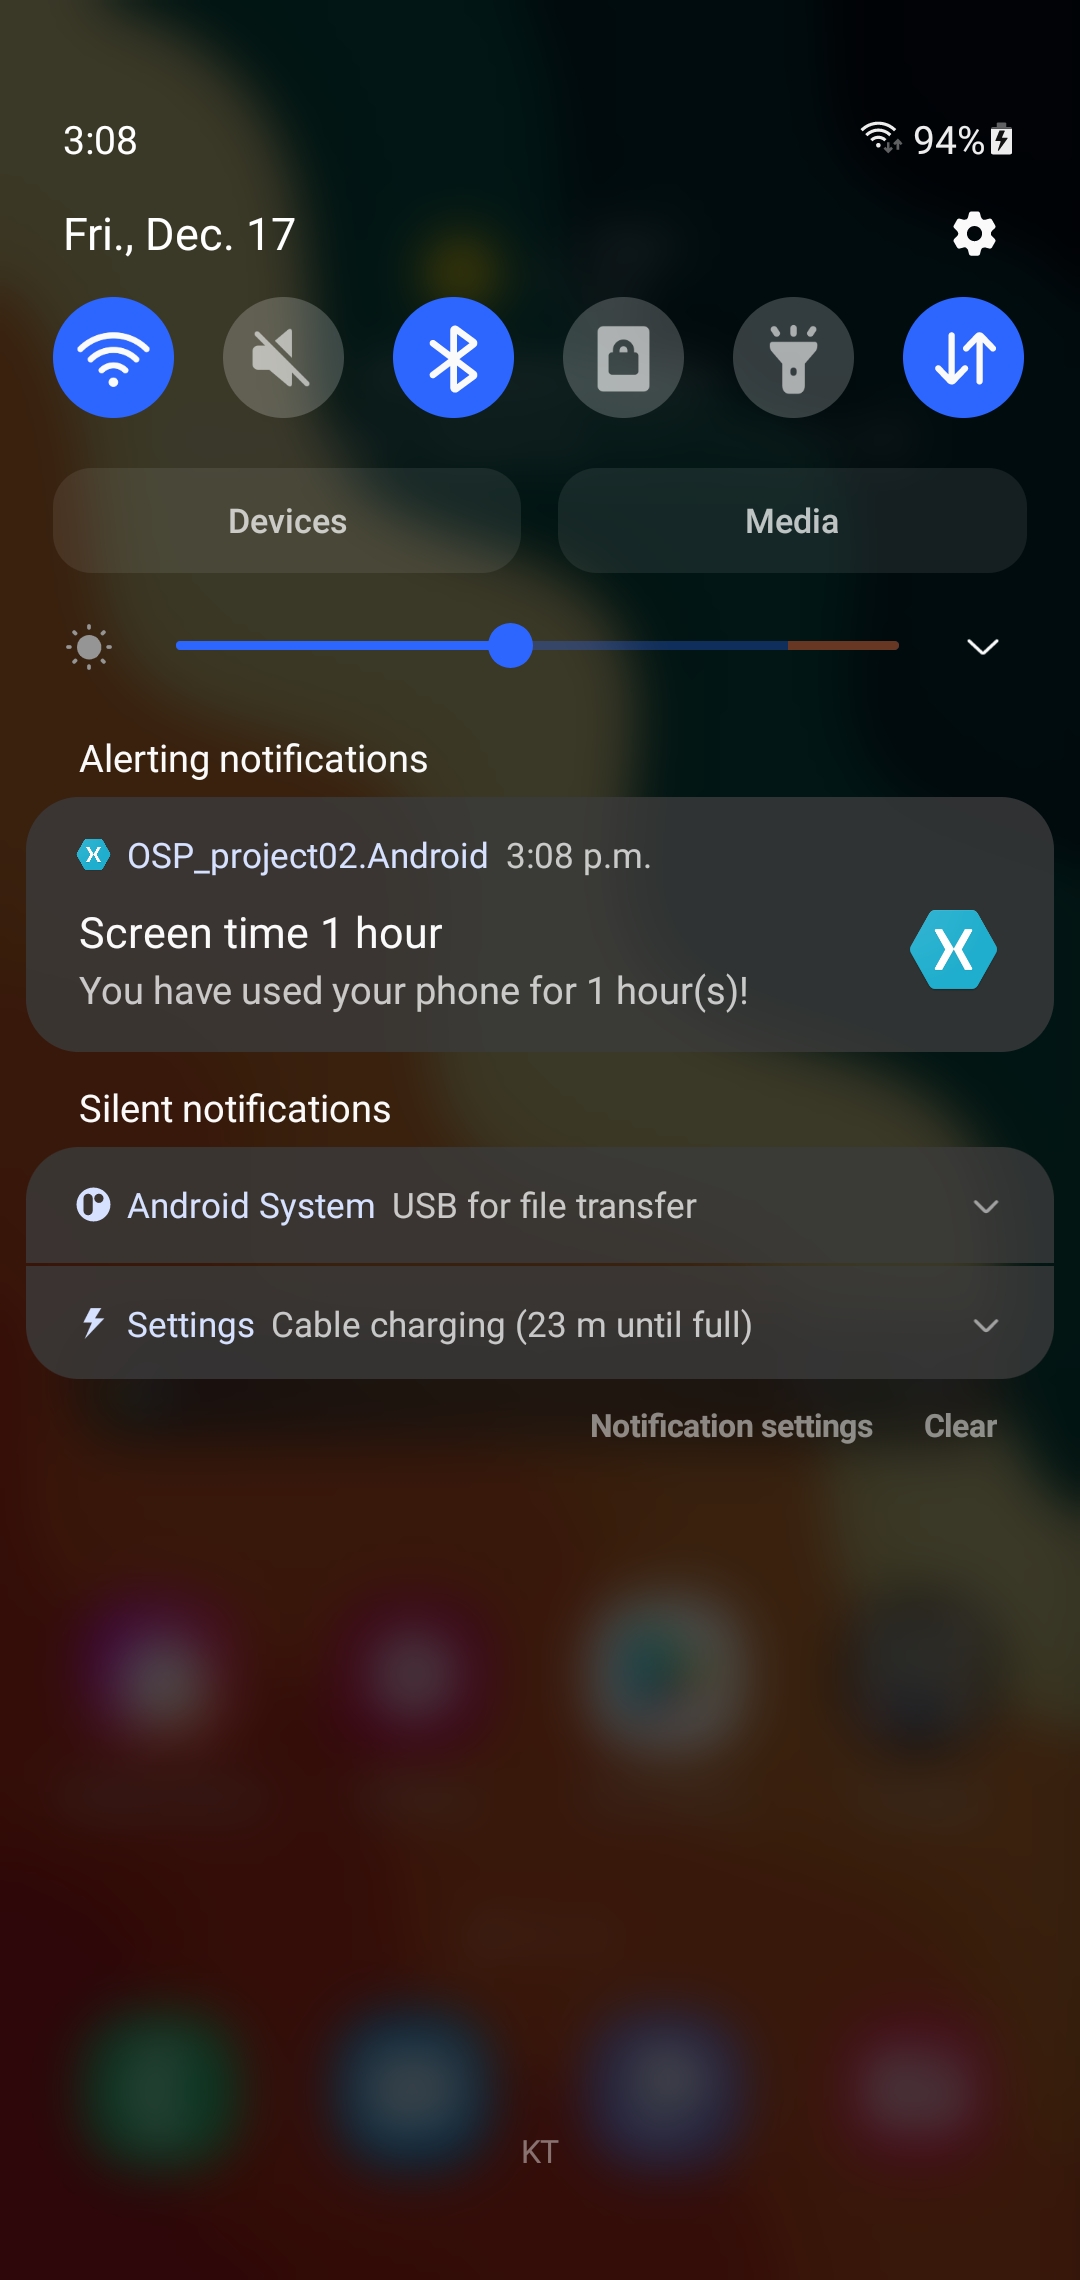 3:08 94%
Fri., Dec. 17
Devices Media
Alerting notifications
OSP_project02.Android 3:08 p.m.
Screen time 1 hour
You have used your phone for 1 hour(s)!
Silent notifications
Android System USB for file transfer
Settings Cable charging (23 m until full)
Notification settings Clear
KT